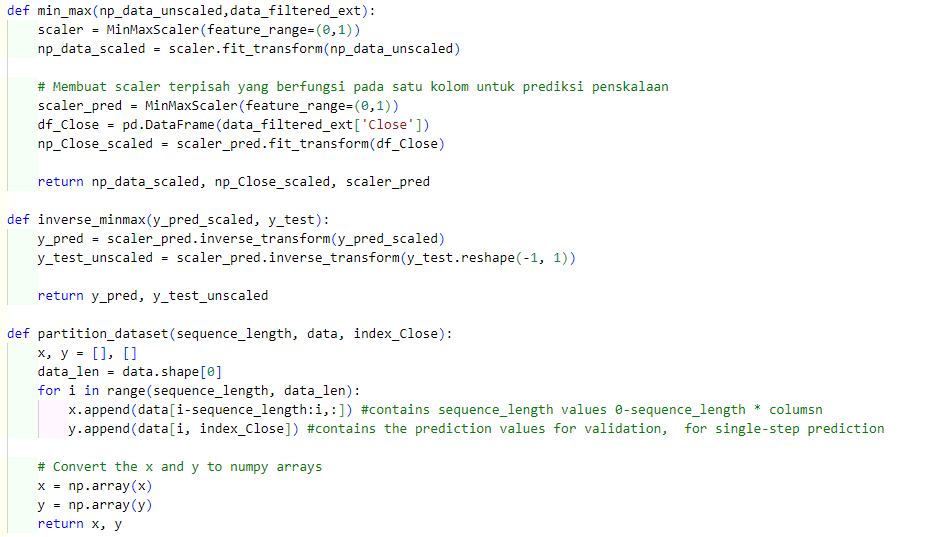 def min_max(np_data_unscaled,data_filtered_ext):
    scaler = MinMaxScaler(feature_range=(0,1))
    np_data_scaled = scaler.fit_transform(np_data_unscaled)

    # Membuat scaler terpisah yang berfungsi pada satu kolom untuk prediksi penskalaan
    scaler_pred = MinMaxScaler(feature_range=(0,1))
    df_Close = pd.DataFrame(data_filtered_ext['Close'])
    np_Close_scaled = scaler_pred.fit_transform(df_Close)

    return np_data_scaled, np_Close_scaled, scaler_pred

def inverse_minmax(y_pred_scaled, y_test):
    y_pred = scaler_pred.inverse_transform(y_pred_scaled)
    y_test_unscaled = scaler_pred.inverse_transform(y_test.reshape(-1, 1))

    return y_pred, y_test_unscaled

def partition_dataset(sequence_length, data, index_Close):
    x, y = [], []
    data_len = data.shape[0]
    for i in range(sequence_length, data_len):
        x.append(data[i-sequence_length:i,:]) #contains sequence_length values 0-sequence_length * columsn
        y.append(data[i, index_Close]) #contains the prediction values for validation,  for single-step prediction

    # Convert the x and y to numpy arrays
    x = np.array(x)
    y = np.array(y)
    return x, y